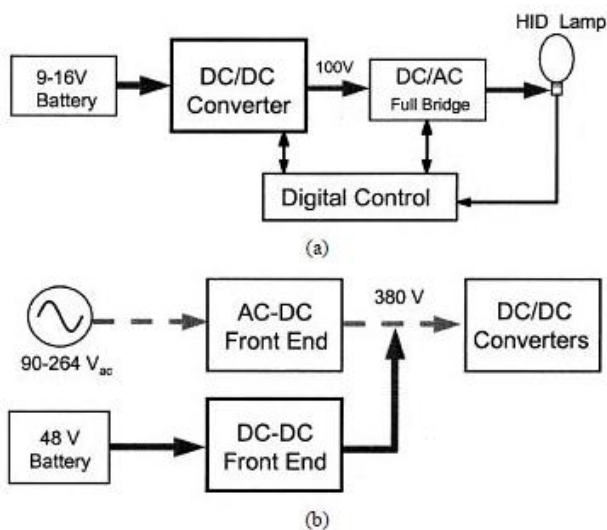 HID Lamp
9-16V
Battery
DC/DC
Converter
100V
DC/AC
Full Bridge
Digital Control
(a)
90-264 Vac
AC-DC
Front End
380 V
DC/DC
Converters
48 V
Battery
DC-DC
Front End
(b)